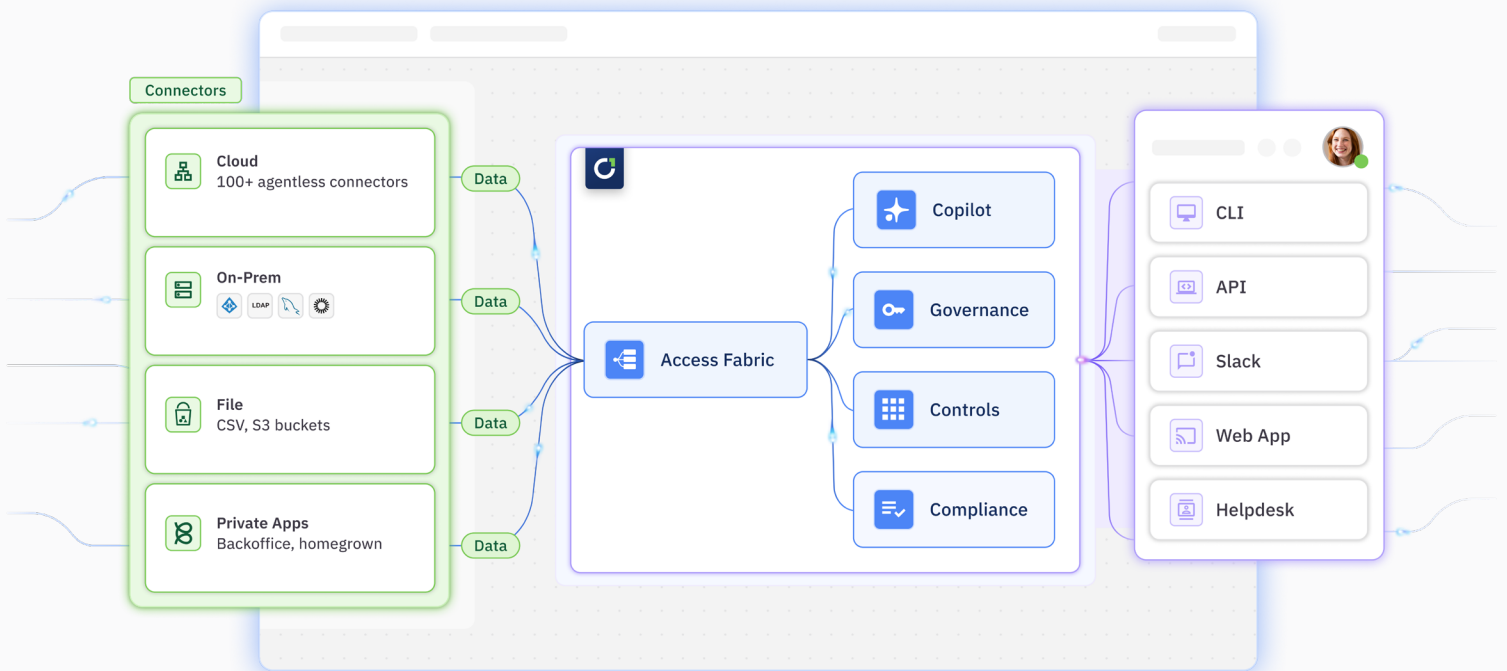 Connectors
Cloud
100+ agentless connectors
Data
On-Prem
LDAP
Data
File
CSV, S3 buckets
Data
Private Apps
Backoffice, homegrown
Data
Access Fabric
Copilot
Governance
Controls
Compliance
CLI
API
Slack
Web App
Helpdesk